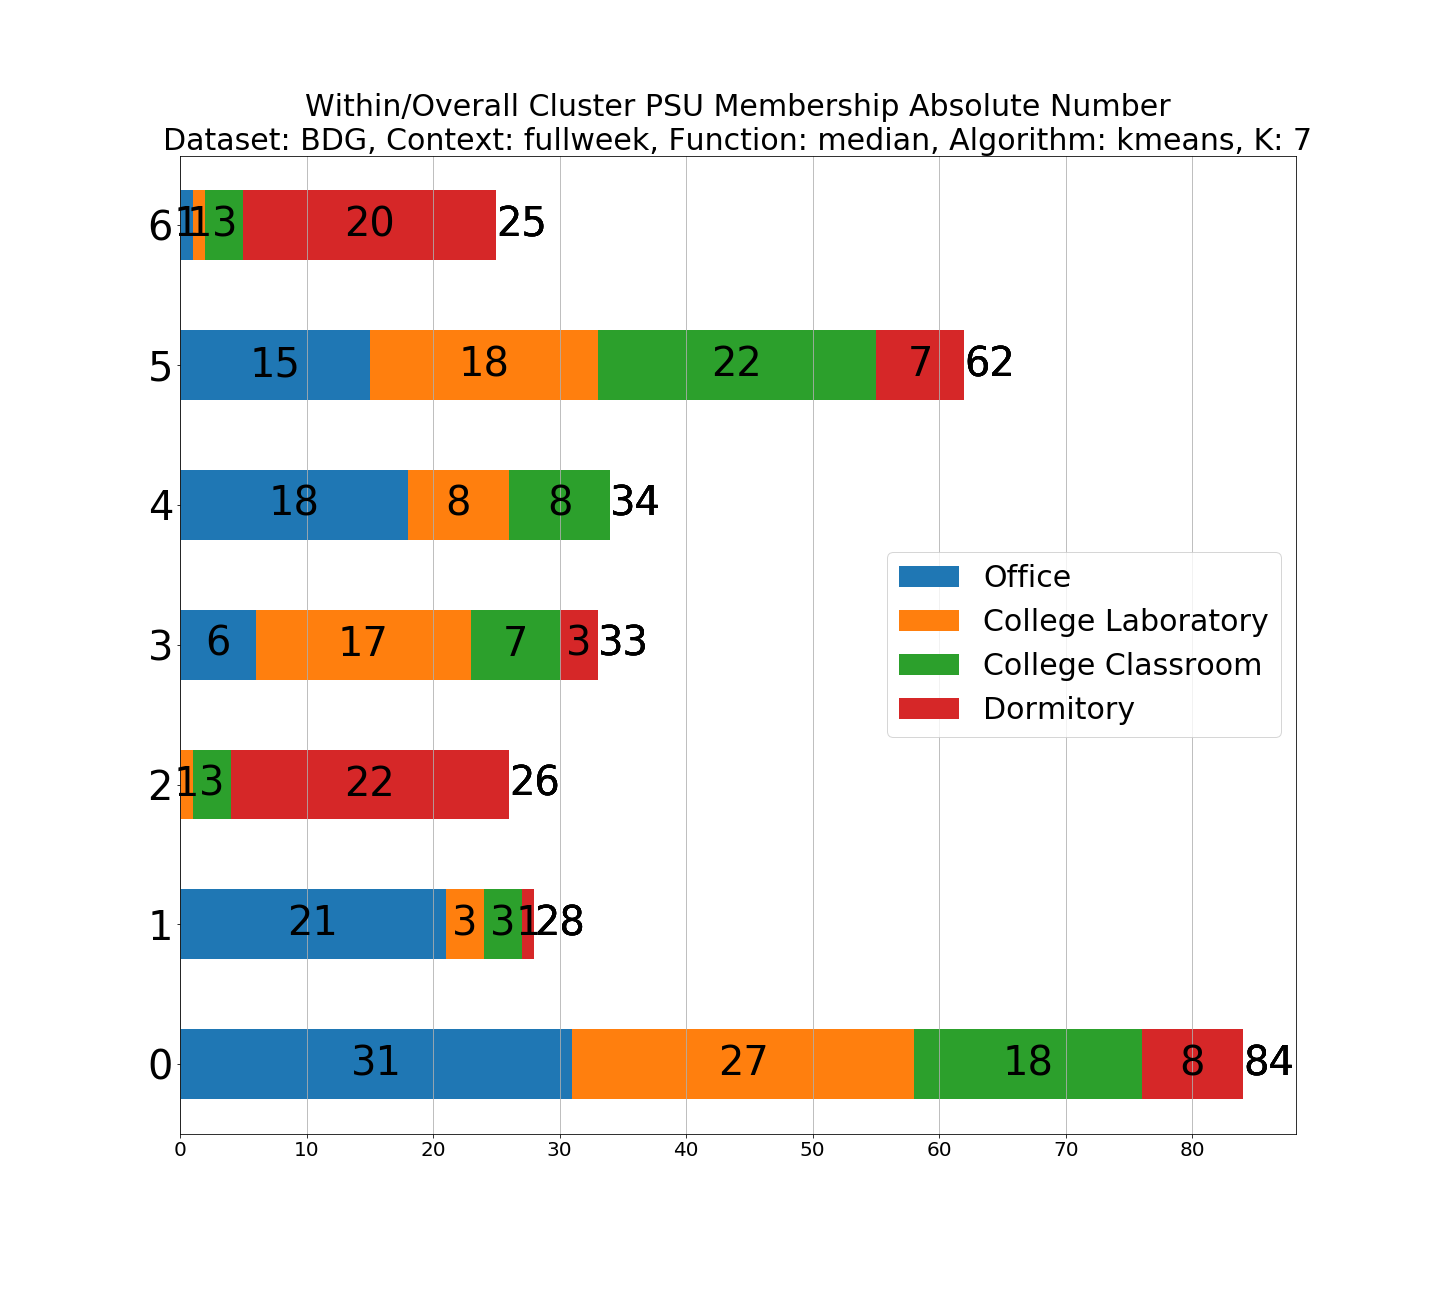 Within/Overall Cluster PSU Membership Absolute Number
Dataset: BDG, Context: fullweek, Function: median, Algorithm: kmeans, K: 7
6 1 1 3 20 25
5 15 18 22 7 62
4 18 8 8 34
3 6 17 7 3 33
2 1 3 22 26
1 21 3 3 1 28
0 31 27 18 8 84
Office
College Laboratory
College Classroom
Dormitory
0 10 20 30 40 50 60 70 80